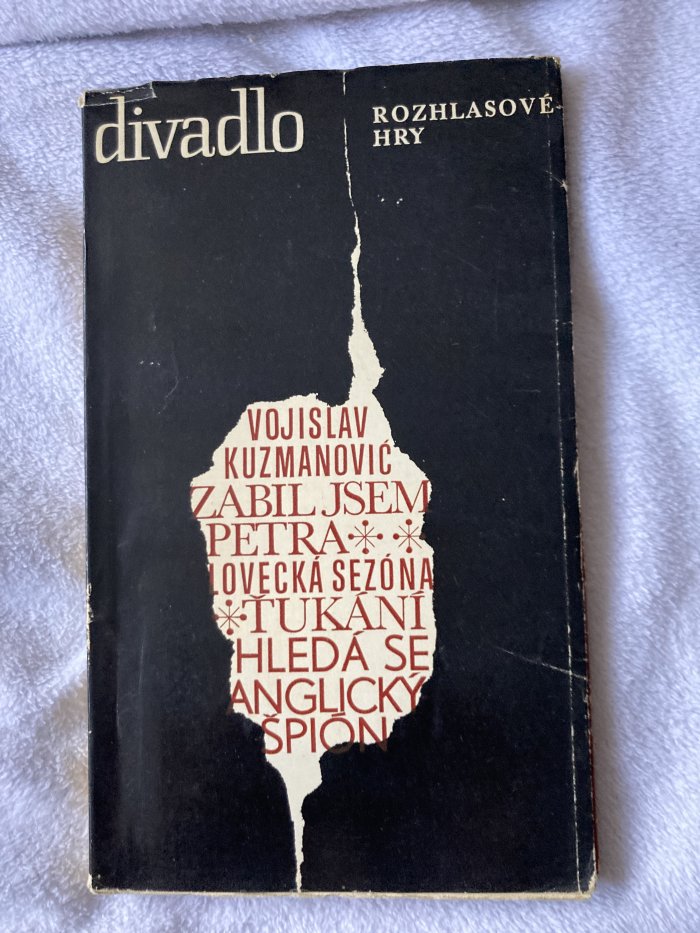 divadlo
ROZHLASOVÉ
HRY
VOJISLAV
KUZMANOVIĆ
ZABIL JSEM
PETRA
LOVECKÁ SEZÓNA
ŤUKÁNÍ
HLEDÁ SE
ANGLICKÝ
ŠPIÓN